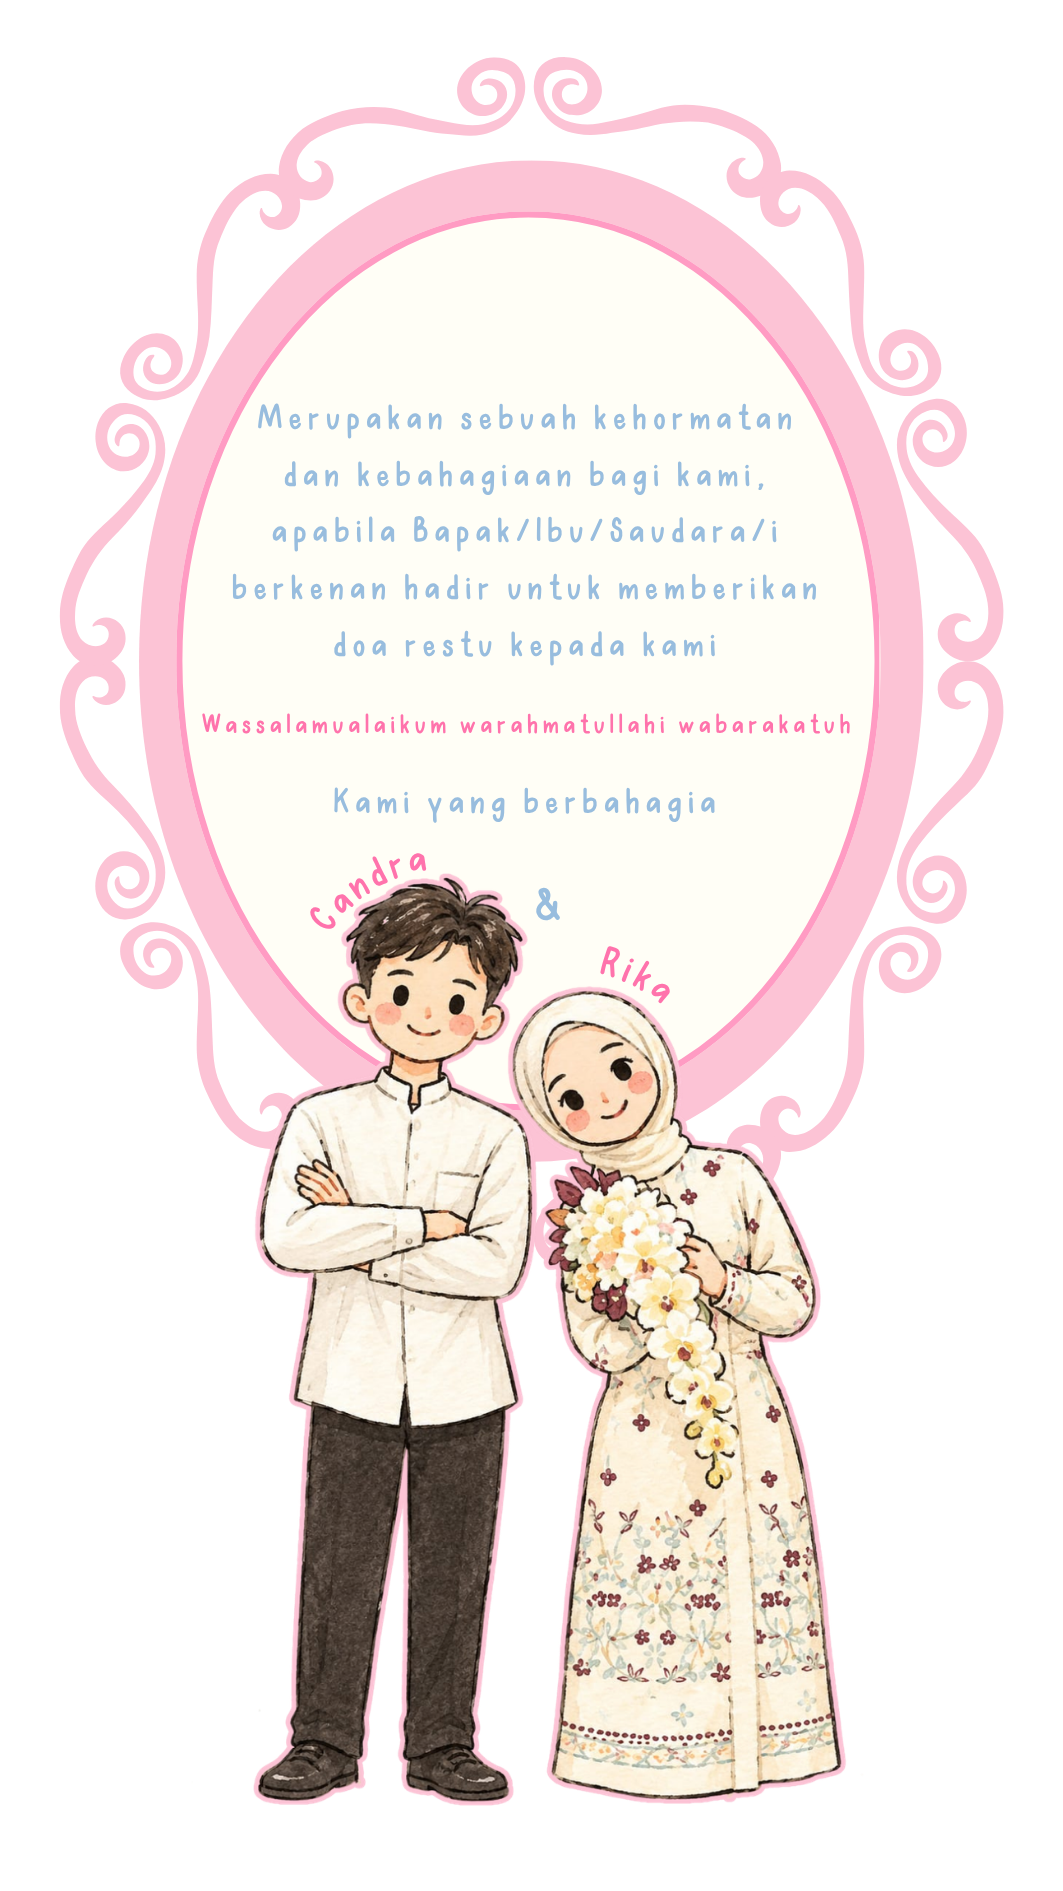 Merupakan sebuah kehormatan
dan kebahagiaan bagi kami,
apabila Bapak/Ibu/Saudara/i
berkenan hadir untuk memberikan
doa restu kepada kami
Wassalamualaikum warahmatullahi wabarakatuh
Kami yang berbahagia
Candra
&
Rika